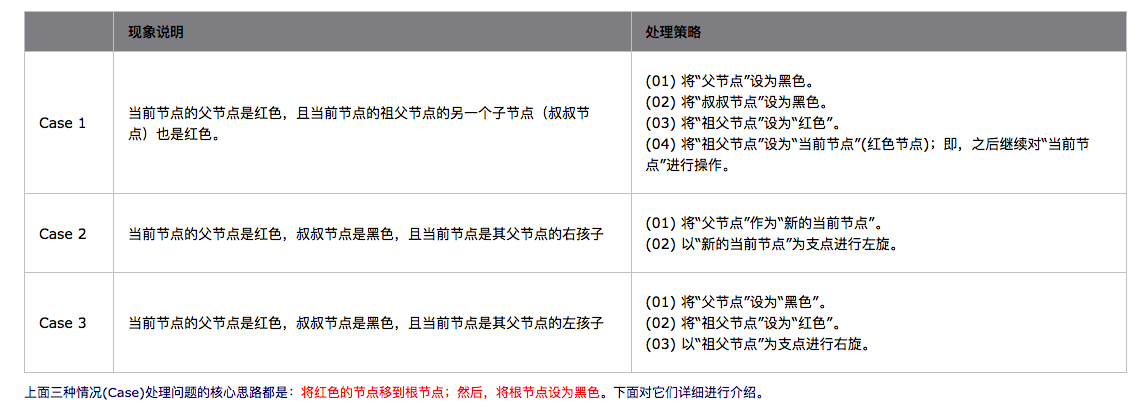 现象说明 处理策略
Case 1
当前节点的父节点是红色，且当前节点的祖父节点的另一个子节点（叔叔节
点）也是红色。
(01) 将“父节点”设为黑色。
(02) 将“叔叔节点”设为黑色。
(03) 将“祖父节点”设为“红色”。
(04) 将“祖父节点”设为“当前节点”(红色节点)；即，之后继续对“当前节
点”进行操作。
Case 2
当前节点的父节点是红色，叔叔节点是黑色，且当前节点是其父节点的右孩子
(01) 将“父节点”作为“新的当前节点”。
(02) 以“新的当前节点”为支点进行左旋。
Case 3
当前节点的父节点是红色，叔叔节点是黑色，且当前节点是其父节点的左孩子
(01) 将“父节点”设为“黑色”。
(02) 将“祖父节点”设为“红色”。
(03) 以“祖父节点”为支点进行右旋。
上面三种情况(Case)处理问题的核心思路都是：将红色的节点移到根节点；然后，将根节点设为黑色。下面对它们详细进行介绍。